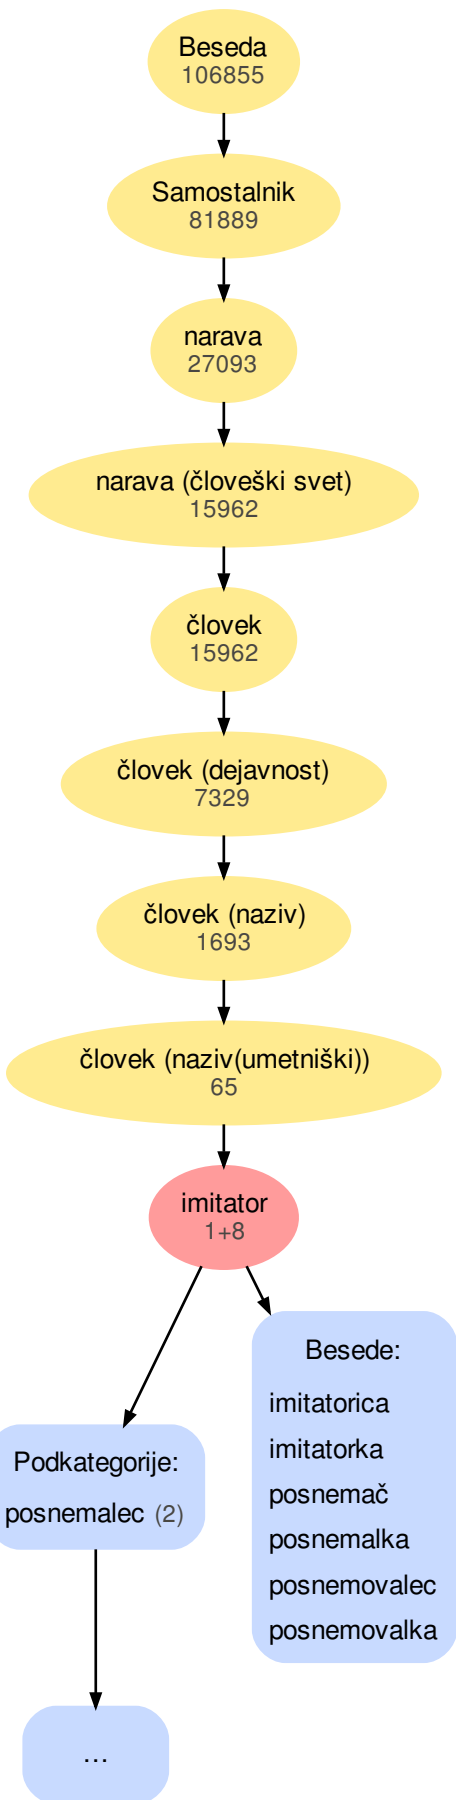 Beseda
106855
Samostalnik
81889
narava
27093
narava (človeški svet)
15962
človek
15962
človek (dejavnost)
7329
človek (naziv)
1693
človek (naziv(umetniški))
65
imitator
1+8
Podkategorije:
posnemalec (2)
...
Besede:
imitatorica
imitatorka
posnemač
posnemalka
posnemovalec
posnemovalka